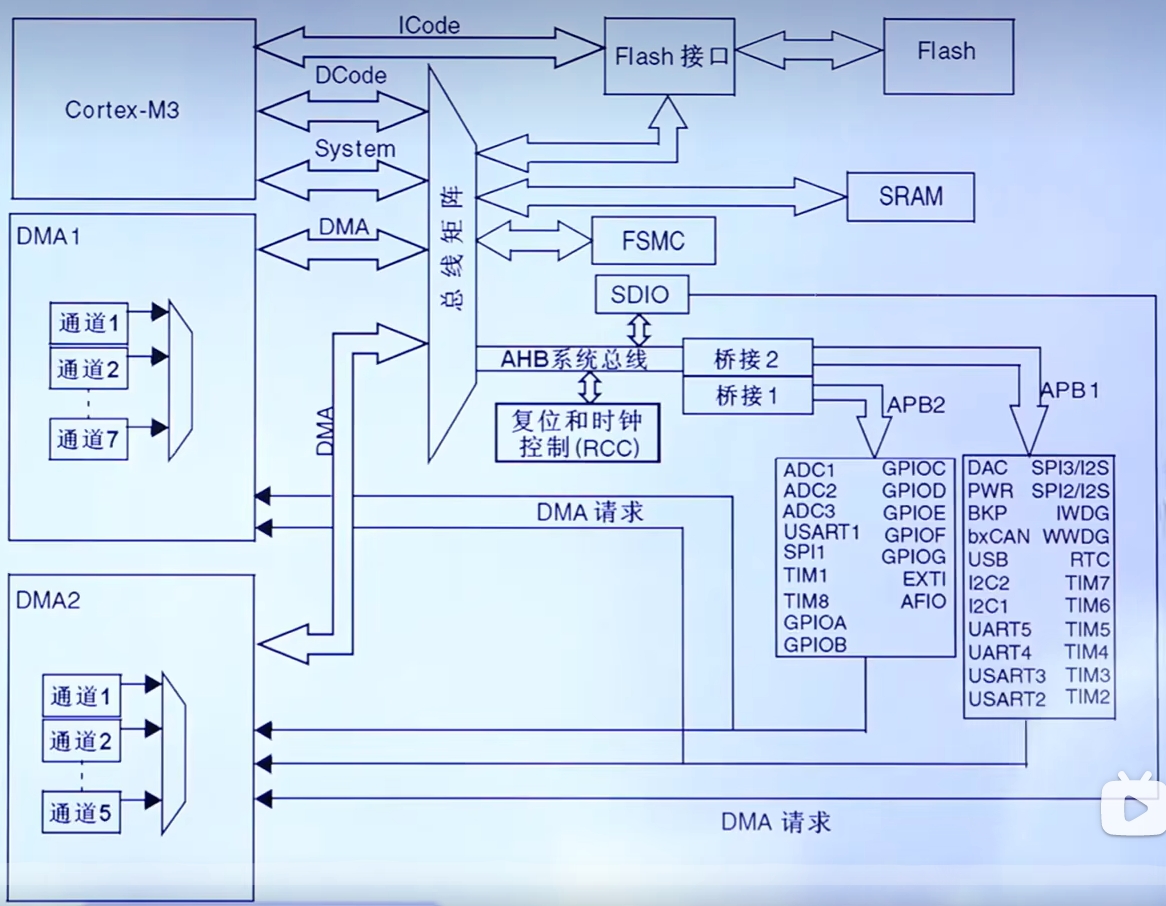 ICode
Flash 接口
Flash
Cortex-M3
DCode
System
总线矩阵
SRAM
DMA1
DMA
FSMC
SDIO
通道1
通道2
通道7
AHB系统总线
桥接2
桥接1
APB2
APB1
复位和时钟
控制(RCC)
DMA
DMA 请求
ADC1 GPIOC
ADC2 GPIOD
ADC3 GPIOE
USART1 GPIOF
SPI1 GPIOG
TIM1 EXTI
TIM8 AFIO
GPIOA
GPIOB
DAC SPI3/I2S
PWR SPI2/I2S
BKP IWDG
bxCAN WWDG
USB RTC
I2C2 TIM7
I2C1 TIM6
UART5 TIM5
UART4 TIM4
USART3 TIM3
USART2 TIM2
DMA2
通道1
通道2
通道5
DMA 请求